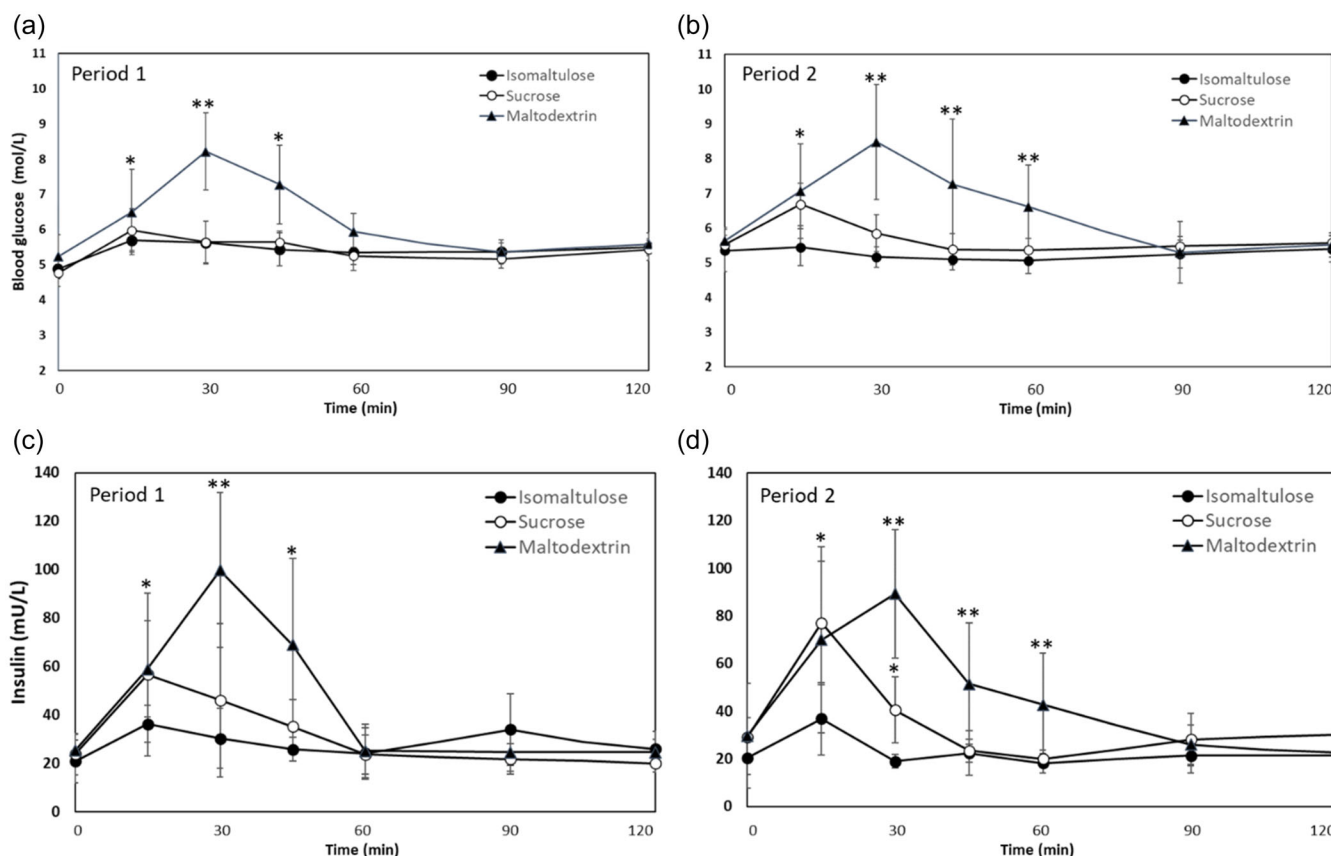 (a)
Period 1
Isomaltulose
Sucrose
Maltodextrin
11
10
9
8
7
6
5
4
3
2
Blood glucose (mol/L)
*
**
*
0
30
60
90
120
Time (min)
(b)
Period 2
Isomaltulose
Sucrose
Maltodextrin
11
10
9
8
7
6
5
4
3
2
*
**
**
**
0
30
60
90
120
Time (min)
(c)
Period 1
Isomaltulose
Sucrose
Maltodextrin
140
120
100
80
60
40
20
0
Insulin (mU/L)
*
**
*
0
30
60
90
120
Time (min)
(d)
Period 2
Isomaltulose
Sucrose
Maltodextrin
140
120
100
80
60
40
20
0
*
**
*
**
**
0
30
60
90
120
Time (min)